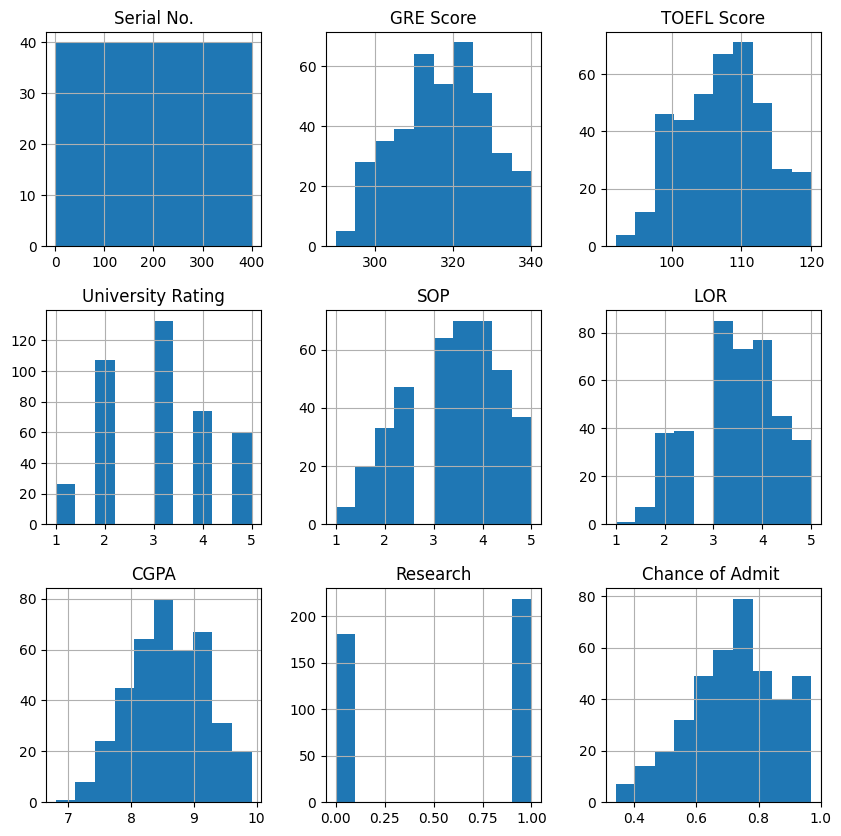 Serial No.
GRE Score
TOEFL Score
40
30
20
10
0
0 100 200 300 400
60
40
20
0
300 320 340
60
40
20
0
100 110 120
University Rating
SOP
LOR
120
100
80
60
40
20
0
1 2 3 4 5
60
40
20
0
1 2 3 4 5
80
60
40
20
0
1 2 3 4 5
CGPA
Research
Chance of Admit
80
60
40
20
0
7 8 9 10
200
150
100
50
0
0.00 0.25 0.50 0.75 1.00
80
60
40
20
0
0.4 0.6 0.8 1.0